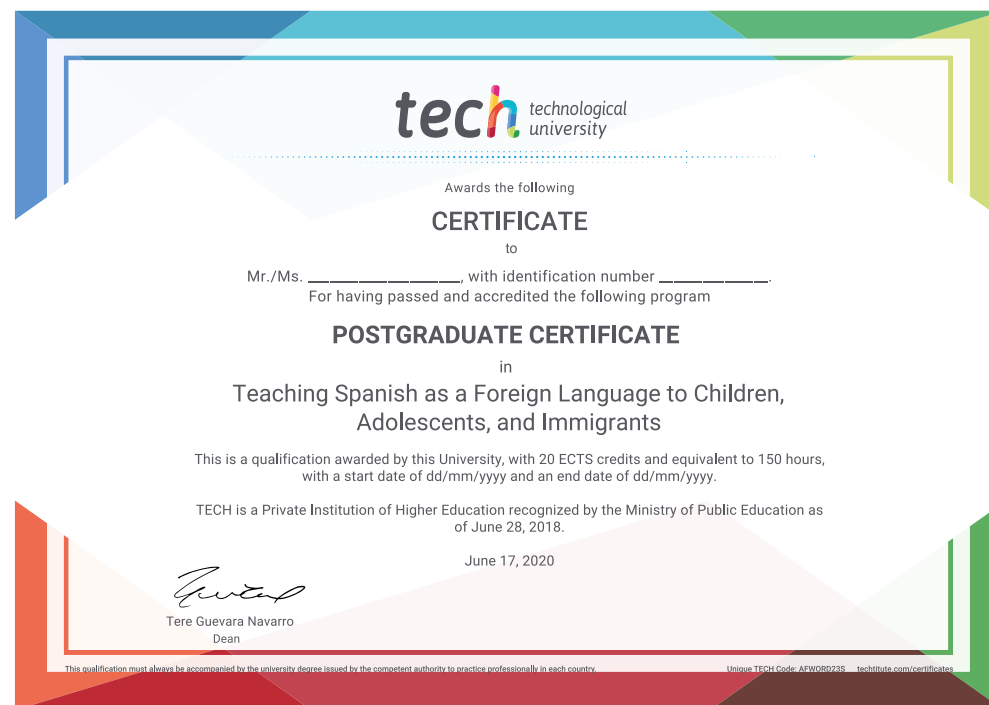 tech technological
university
Awards the following
CERTIFICATE
to
Mr./Ms. __________________, with identification number _____________.
For having passed and accredited the following program
POSTGRADUATE CERTIFICATE
in
Teaching Spanish as a Foreign Language to Children,
Adolescents, and Immigrants
This is a qualification awarded by this University, with 20 ECTS credits and equivalent to 150 hours,
with a start date of dd/mm/yyyy and an end date of dd/mm/yyyy.
TECH is a Private Institution of Higher Education recognized by the Ministry of Public Education as
of June 28, 2018.
June 17, 2020
Tere Guevara Navarro
Dean
This qualification must always be accompanied by the university degree issued by the competent authority to practice professionally in each country. Unique TECH Code: AFWORD23S techtitute.com/certificates